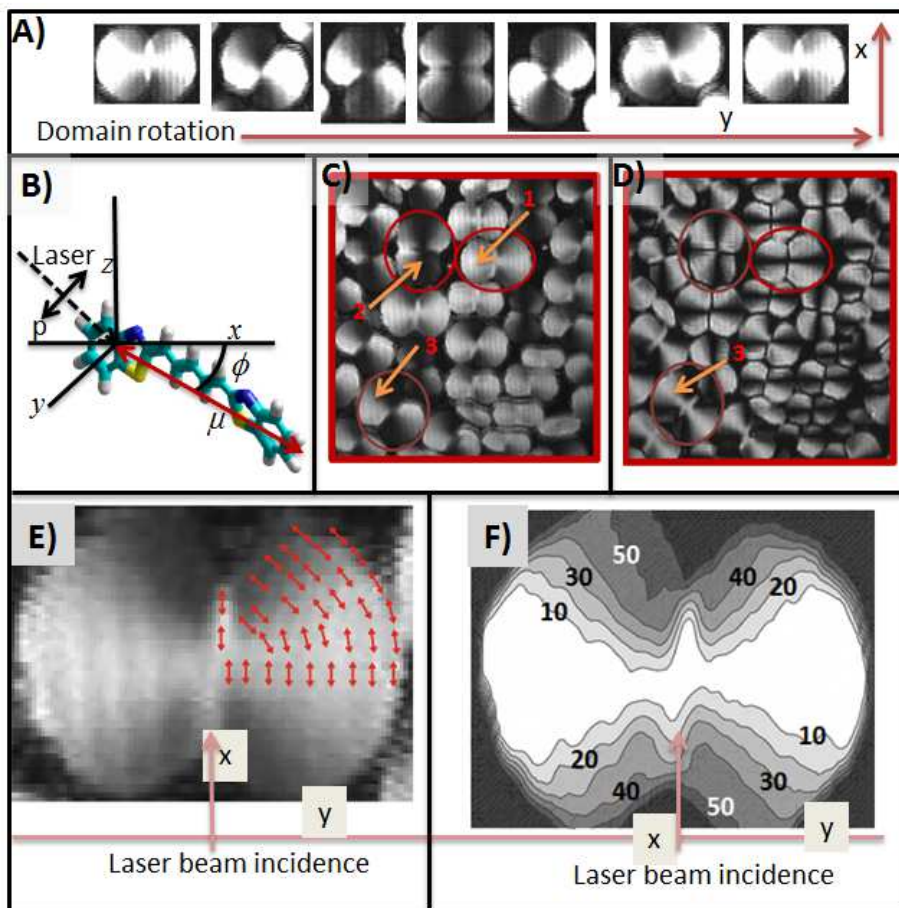 A)
x
y
Domain rotation
B)
Laser
z
p
x
ϕ
y
μ
C)
1
2
3
D)
3
E)
x
y
Laser beam incidence
F)
50
30
40
20
10
10
20
30
40
50
x
y
Laser beam incidence